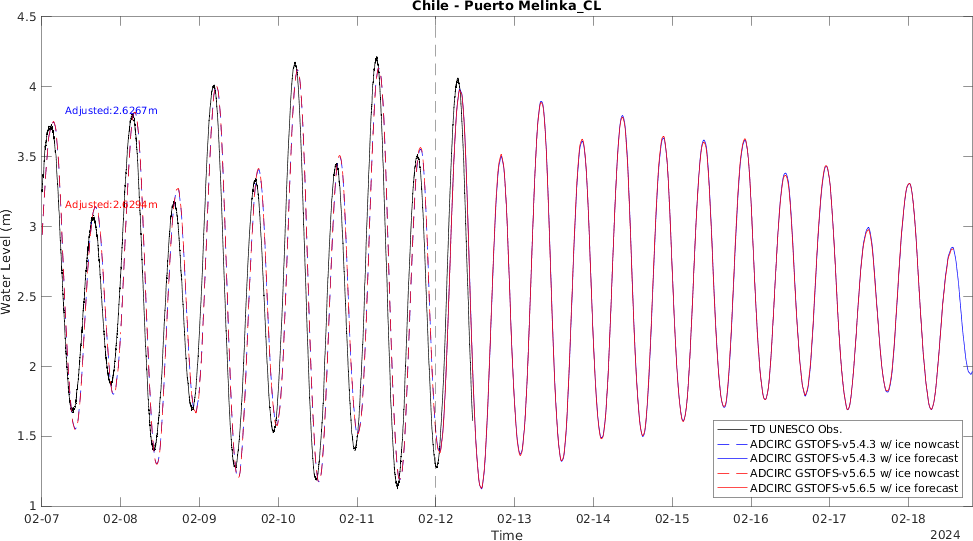 Chile - Puerto Melinka_CL
4.5
4
3.5
3
2.5
2
1.5
1
Water Level (m)
Adjusted:2.6267m
Adjusted:2.6294m
TD UNESCO Obs.
ADCIRC GSTOFS-v5.4.3 w/ ice nowcast
ADCIRC GSTOFS-v5.4.3 w/ ice forecast
ADCIRC GSTOFS-v5.6.5 w/ ice nowcast
ADCIRC GSTOFS-v5.6.5 w/ ice forecast
02-07 02-08 02-09 02-10 02-11 02-12 02-13 02-14 02-15 02-16 02-17 02-18
Time
2024